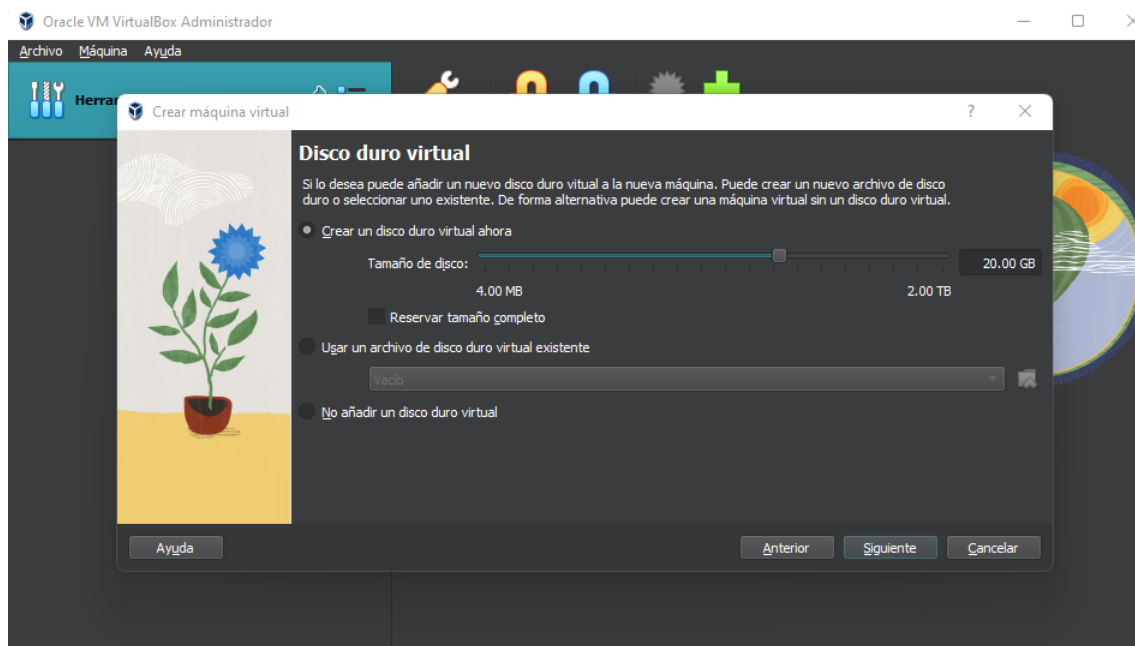 Oracle VM VirtualBox Administrador
Archivo Máquina Ayuda
Crear máquina virtual
Disco duro virtual
Si lo desea puede añadir un nuevo disco duro vitual a la nueva máquina. Puede crear un nuevo archivo de disco
duro o seleccionar uno existente. De forma alternativa puede crear una máquina virtual sin un disco duro virtual.
Crear un disco duro virtual ahora
Tamaño de disco: 20.00 GB
4.00 MB 2.00 TB
Reservar tamaño completo
Usar un archivo de disco duro virtual existente
Vacío
No añadir un disco duro virtual
Ayuda Anterior Siguiente Cancelar